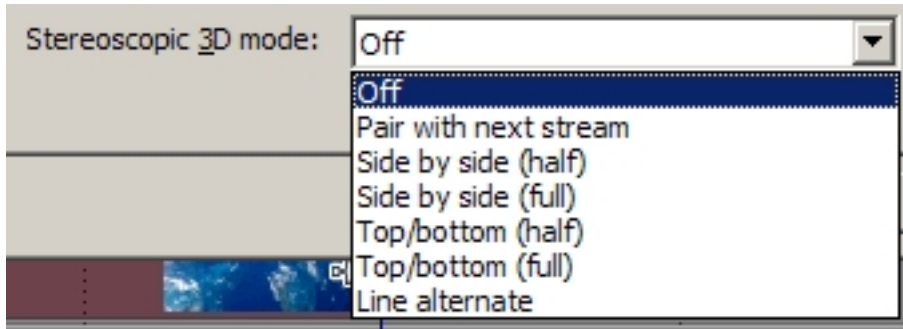 Stereoscopic 3D mode: Off
Off
Pair with next stream
Side by side (half)
Side by side (full)
Top/bottom (half)
Top/bottom (full)
Line alternate